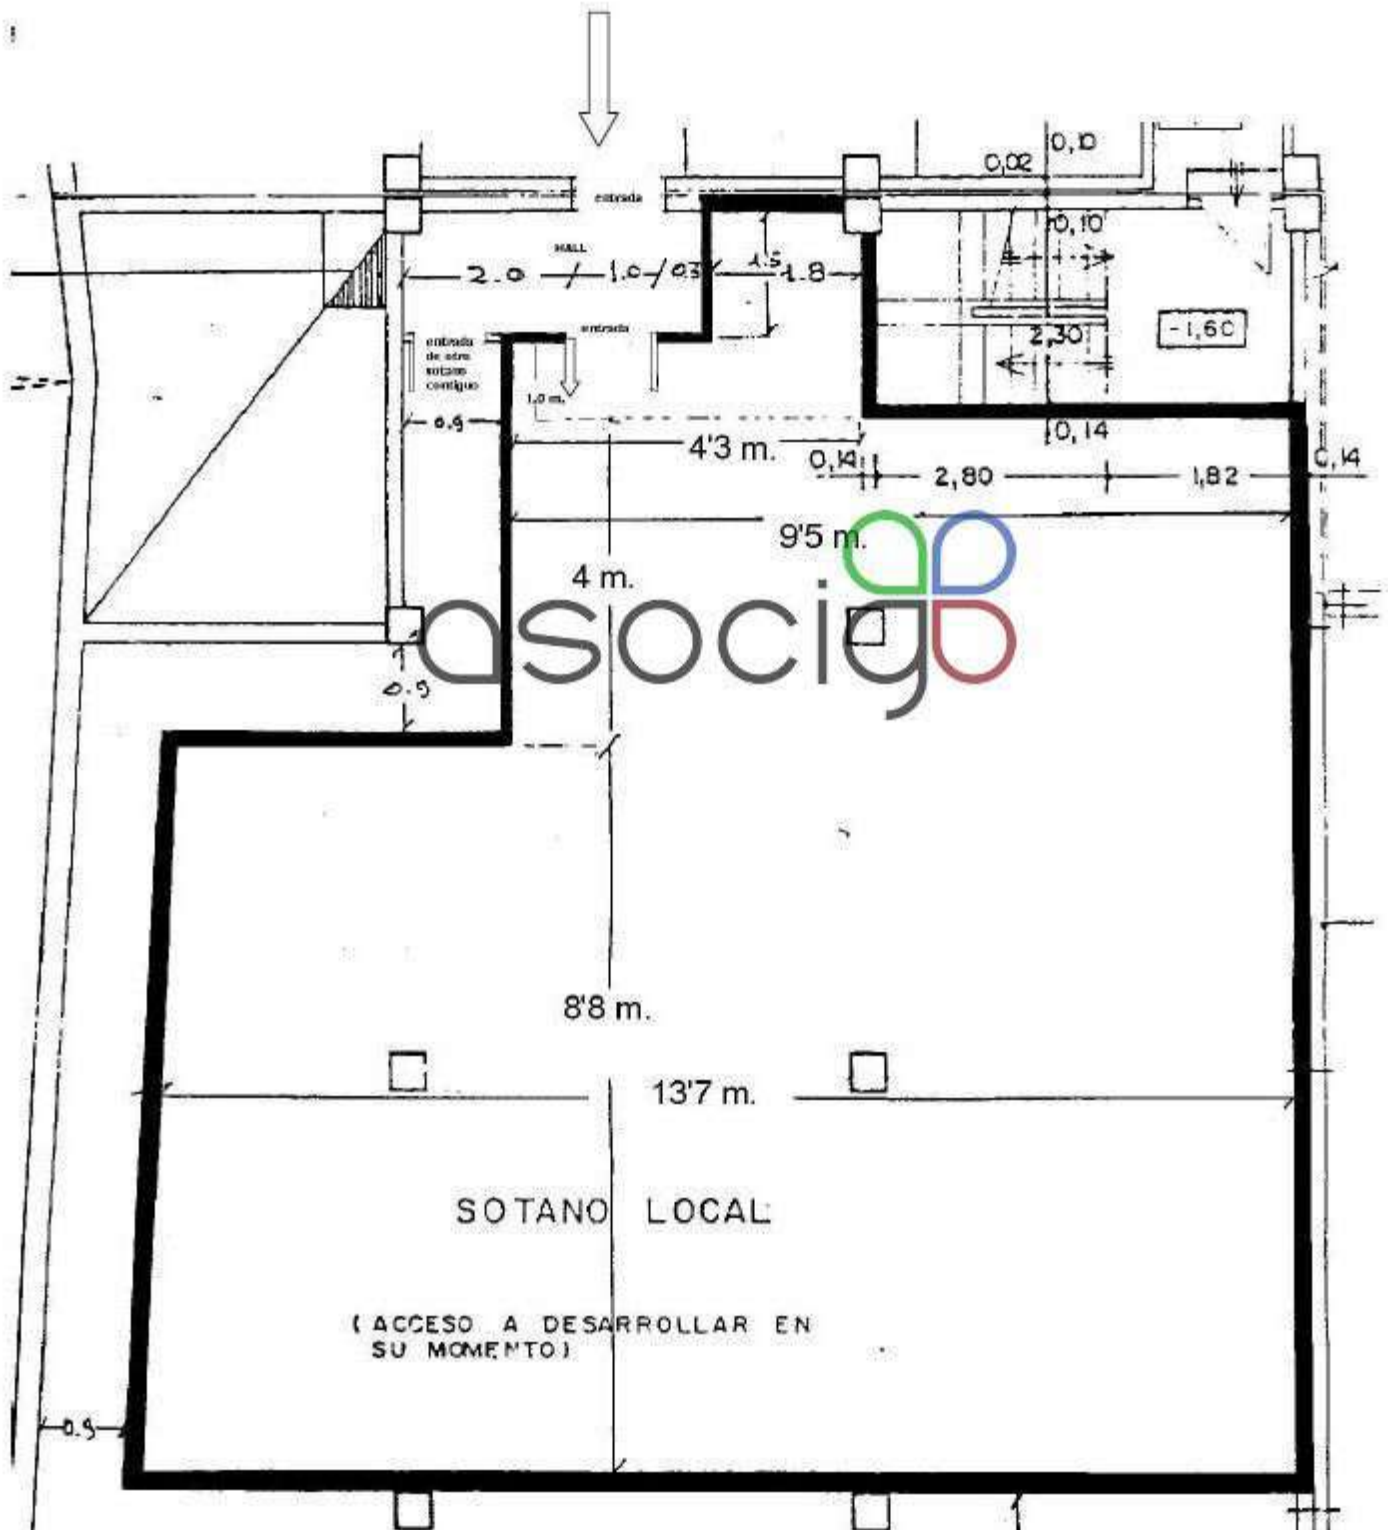 0,10
0,02
entrada
0,10
HALL
2.0
1.0
0.3
1.5
1.8
entrada
2,30
-1,60
entrada
de otro
sotano
contiguo
1.0 m.
0.9
4'3 m.
0,14
0,14
2,80
1,82
0,14
9'5 m.
4 m.
asocigo
0.9
8'8 m.
13'7 m.
SOTANO LOCAL
(ACCESO A DESARROLLAR EN
SU MOMENTO)
0.9